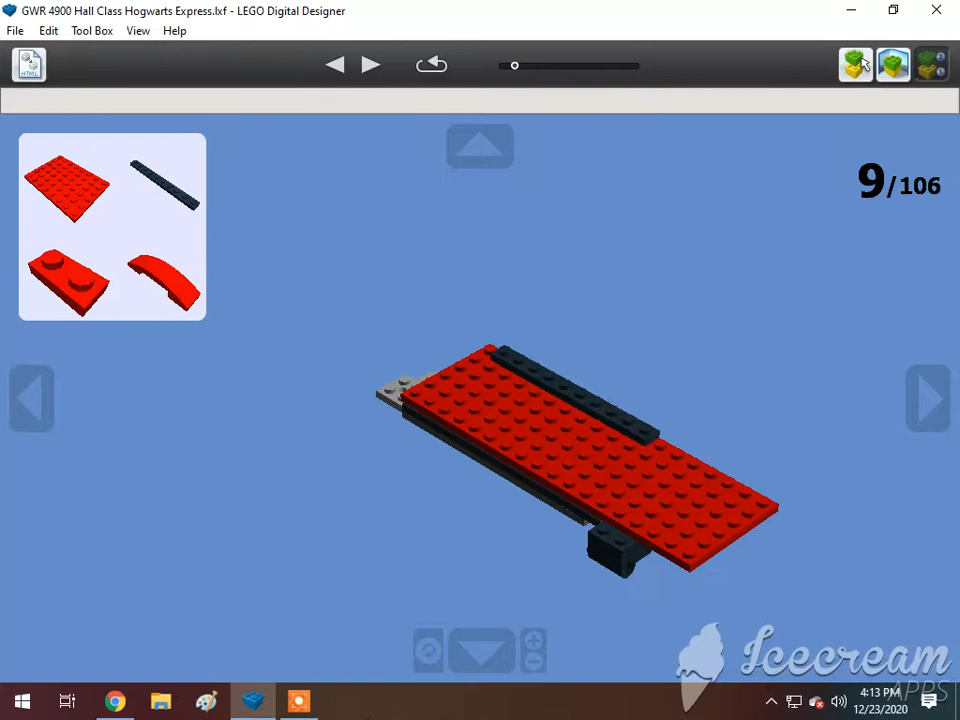 GWR 4900 Hall Class Hogwarts Express.lxf - LEGO Digital Designer
File Edit Tool Box View Help
HTML
9/106
Icecream
APPS
4:13 PM
12/23/2020